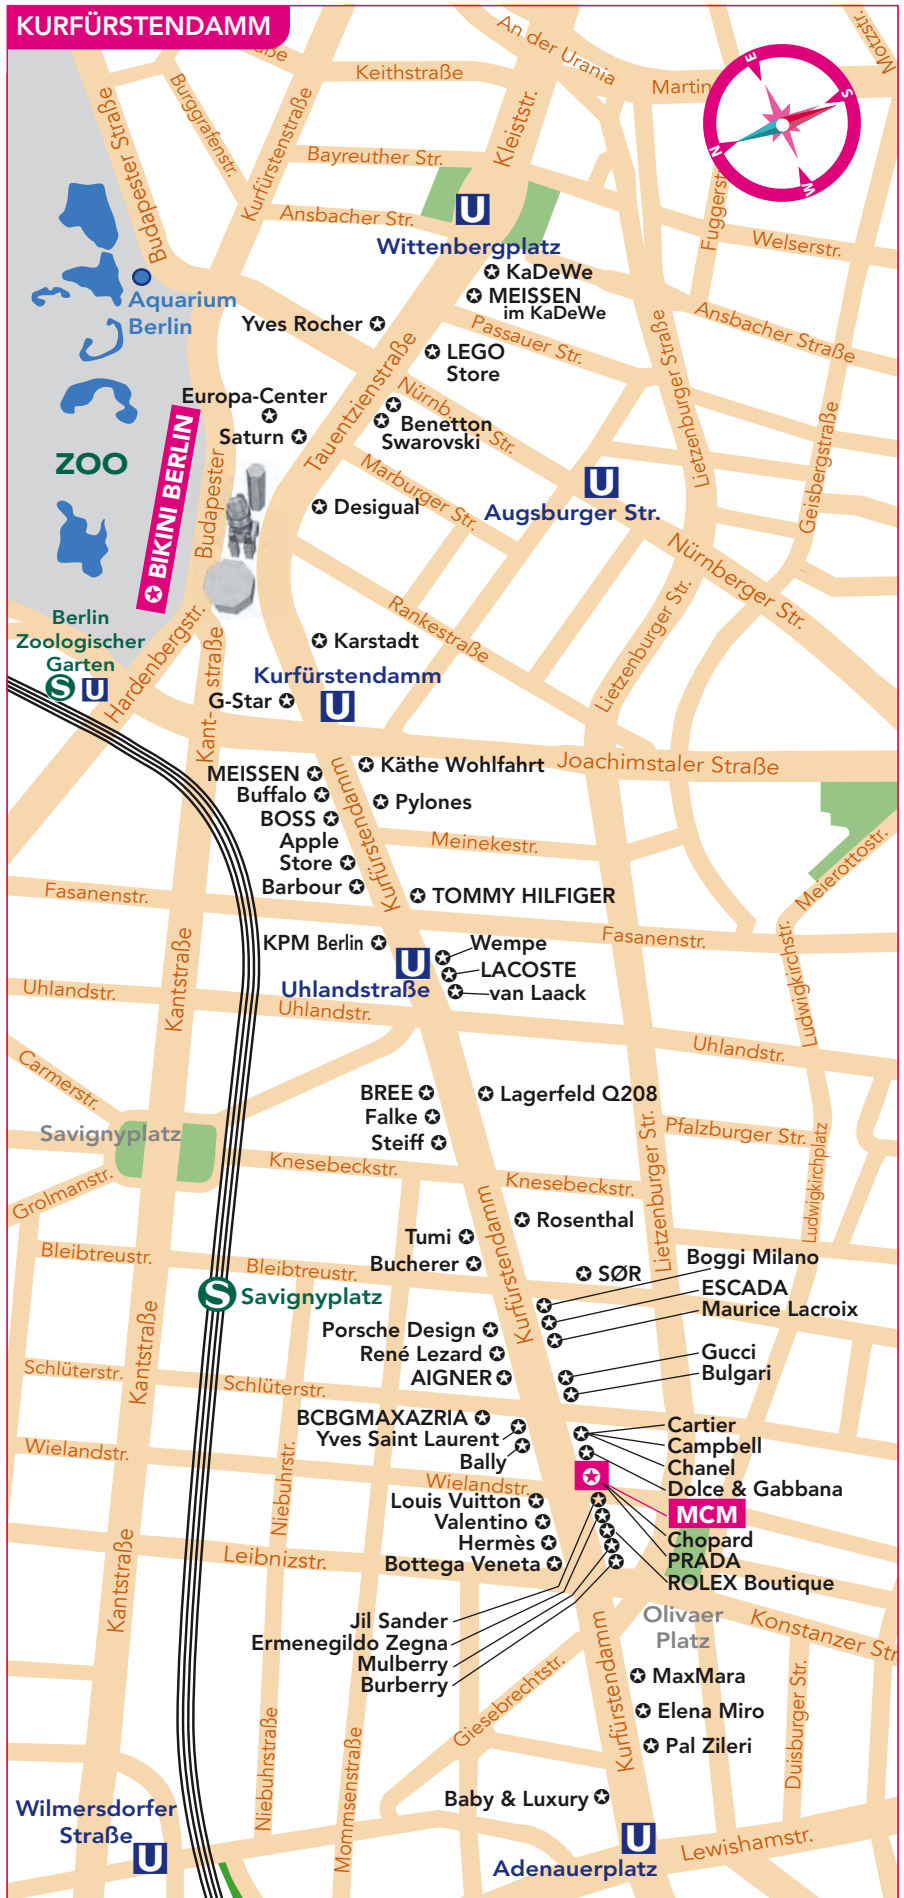 KURFÜRSTENDAMM
An der Urania
Motzstr.
Keithstraße
Martin
E
S
N
W
Budapester Straße
Burggrafenstr.
Kurfürstenstraße
Kleiststr.
Bayreuther Str.
Fuggerst
Ansbacher Str.
U
Welserstr.
Wittenbergplatz
KaDeWe
MEISSEN
im KaDeWe
Aquarium
Berlin
Yves Rocher
Passauer Str.
Ansbacher Straße
Lietzenburger Straße
LEGO
Store
Tauentzienstraße
Europa-Center
Nürnb
Str.
Benetton
Swarovski
Saturn
Geisbergstraße
BIKINI BERLIN
ZOO
Budapester
Marburger Str.
U
Augsburger Str.
Desigual
Nürnberger Str.
Berlin
Zoologischer
Garten
S
U
Hardenbergstr.
Kant-
straße
Rankestraße
Lietzenburger Str.
Karstadt
Kurfürstendamm
G-Star
U
Käthe Wohlfahrt
Joachimstaler Straße
MEISSEN
Buffalo
Pylones
BOSS
Kurfürstendamm
Apple
Store
Meinekestr.
Barbour
TOMMY HILFIGER
Meierottostr.
Fasanenstr.
Fasanenstr.
Kantstraße
KPM Berlin
U
Wempe
LACOSTE
van Laack
Uhlandstraße
Ludwigkirchstr.
Uhlandstr.
Uhlandstr.
Uhlandstr.
Carmerstr.
BREE
Lagerfeld Q208
Falke
Steiff
Savignyplatz
Pfalzburger Str.
Ludwigkirchplatz
Lietzenburger Str.
Knesebeckstr.
Knesebeckstr.
Grolmanstr.
Kurfürstendamm
Rosenthal
Tumi
Bucherer
Bleibtreustr.
Bleibtreustr.
SØR
Boggi Milano
ESCADA
Maurice Lacroix
S
Savignyplatz
Kantstraße
Porsche Design
René Lezard
AIGNER
Gucci
Bulgari
Schlüterstr.
Schlüterstr.
BCBGMAXAZRIA
Yves Saint Laurent
Bally
Cartier
Campbell
Chanel
Dolce & Gabbana
Wielandstr.
Wielandstr.
Niebuhrstr.
MCM
Louis Vuitton
Valentino
Hermès
Bottega Veneta
Chopard
PRADA
ROLEX Boutique
Leibnizstr.
Kantstraße
Jil Sander
Ermenegildo Zegna
Mulberry
Burberry
Olivaer
Platz
Konstanzer Str
MaxMara
Elena Miro
Pal Zileri
Kurfürstendamm
Giesebrechtstr.
Duisburger Str.
Niebuhrstraße
Mommsenstraße
Baby & Luxury
Wilmersdorfer
Straße
U
U
Adenauerplatz
Lewishamstr.